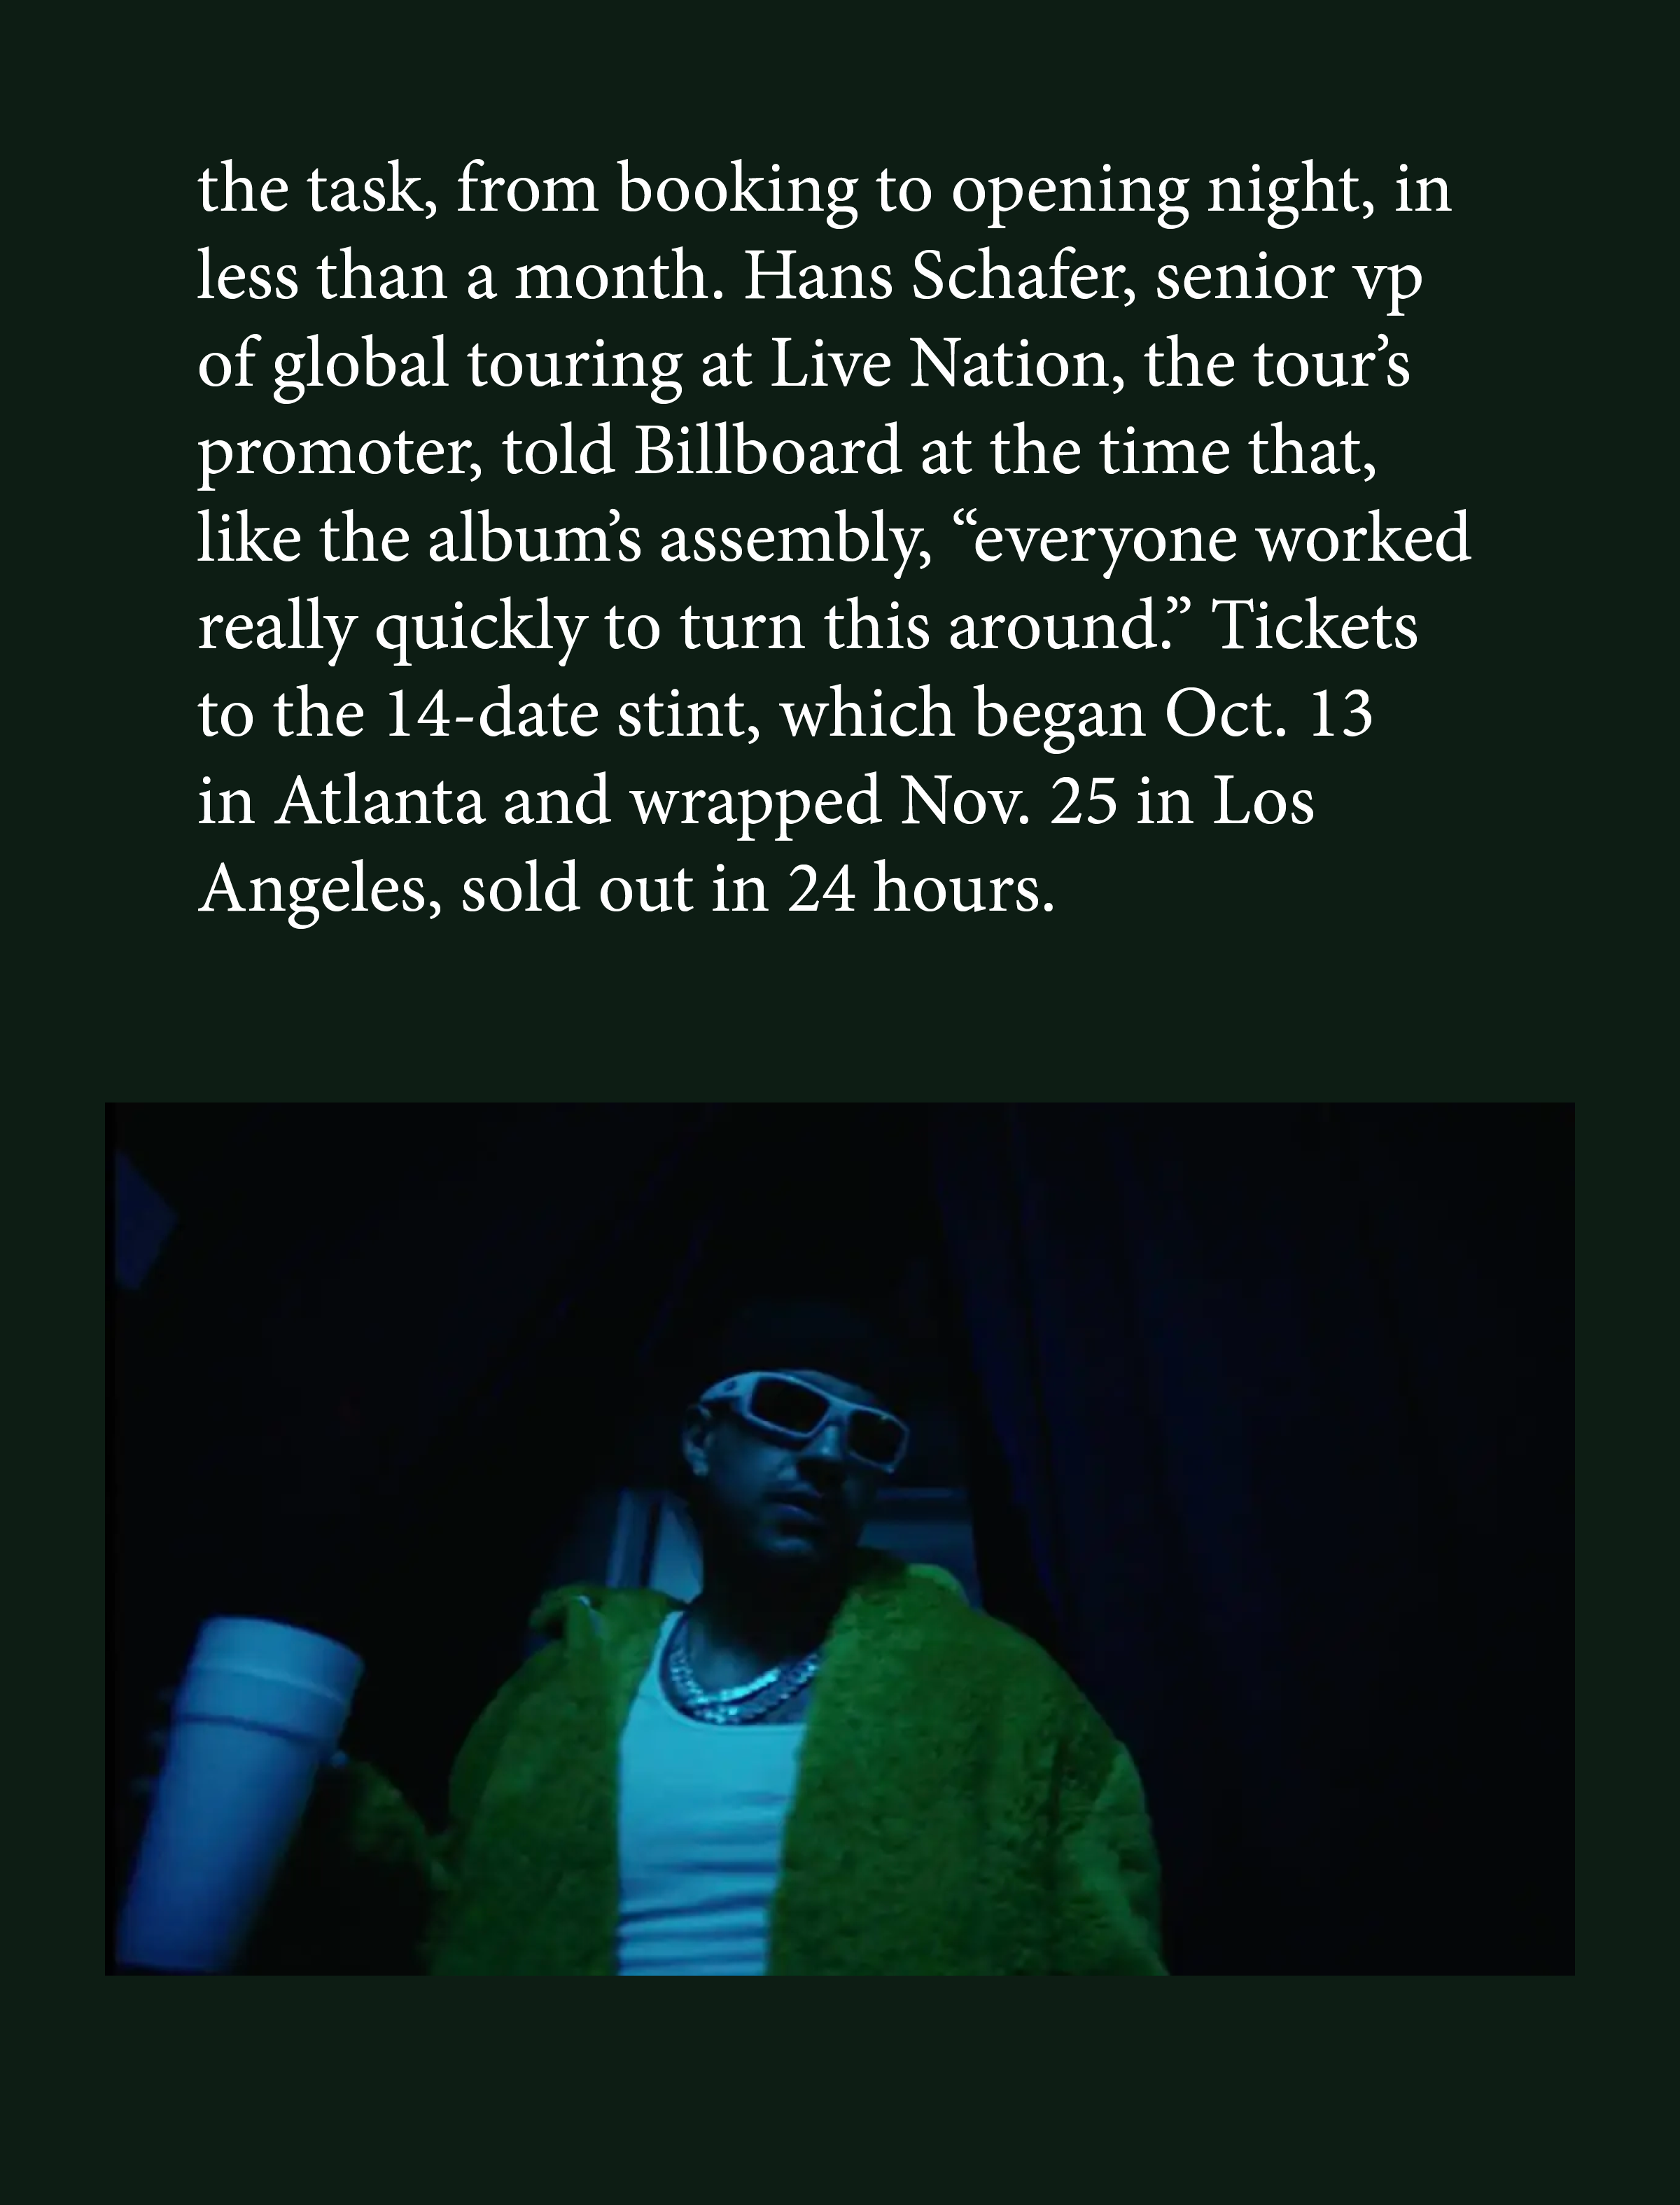 the task, from booking to opening night, in
less than a month. Hans Schafer, senior vp
of global touring at Live Nation, the tour’s
promoter, told Billboard at the time that,
like the album’s assembly, “everyone worked
really quickly to turn this around.” Tickets
to the 14-date stint, which began Oct. 13
in Atlanta and wrapped Nov. 25 in Los
Angeles, sold out in 24 hours.